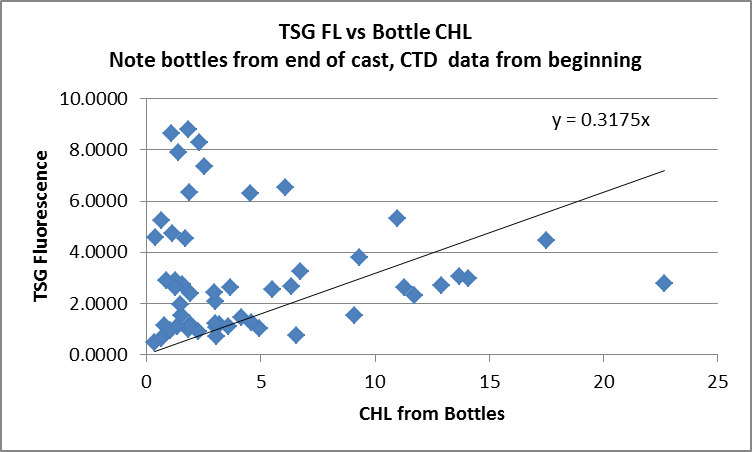 TSG FL vs Bottle CHL
Note bottles from end of cast, CTD data from beginning
y = 0.3175x
TSG Fluorescence
10.0000
8.0000
6.0000
4.0000
2.0000
0.0000
0 5 10 15 20 25
CHL from Bottles